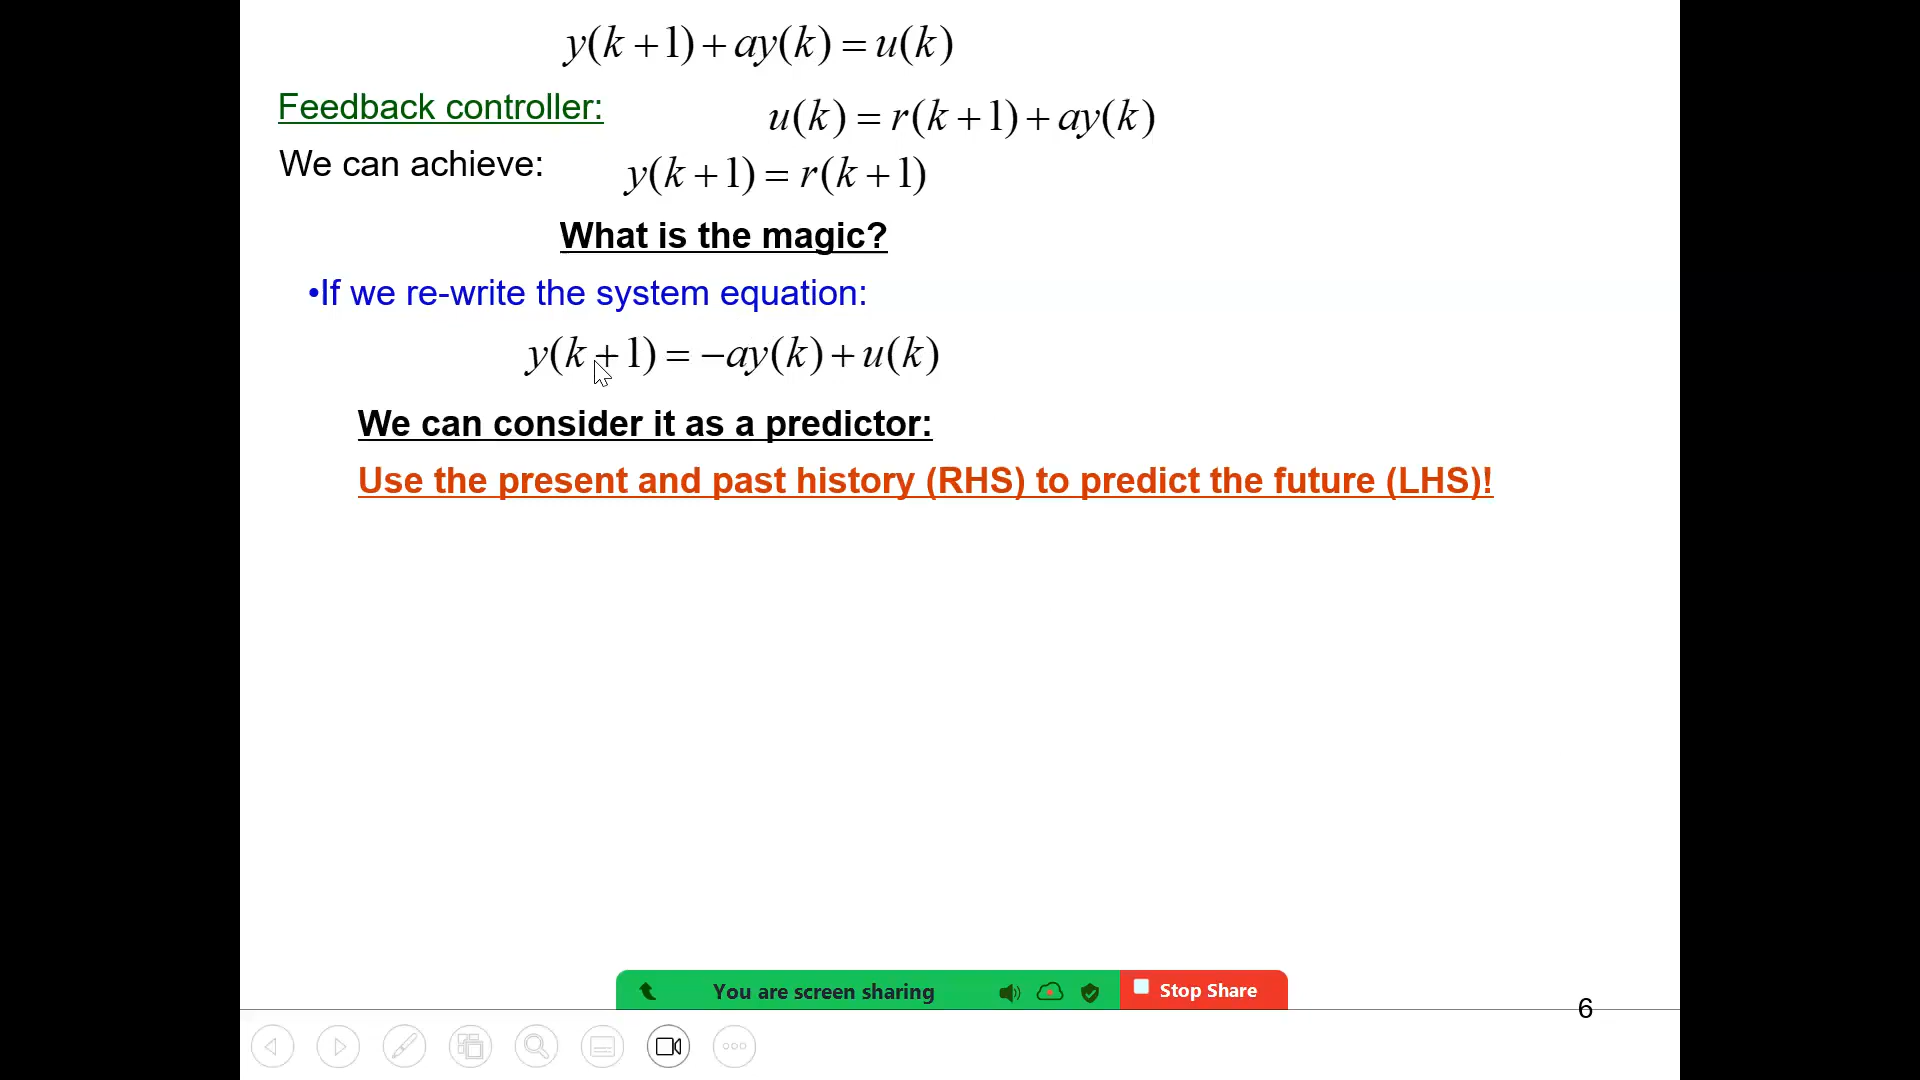 y(k+1)+ay(k)=u(k)
Feedback controller:
u(k)=r(k+1)+ay(k)
We can achieve:
y(k+1)=r(k+1)
What is the magic?
•If we re-write the system equation:
y(k+1)=−ay(k)+u(k)
We can consider it as a predictor:
Use the present and past history (RHS) to predict the future (LHS)!
You are screen sharing
Stop Share
6